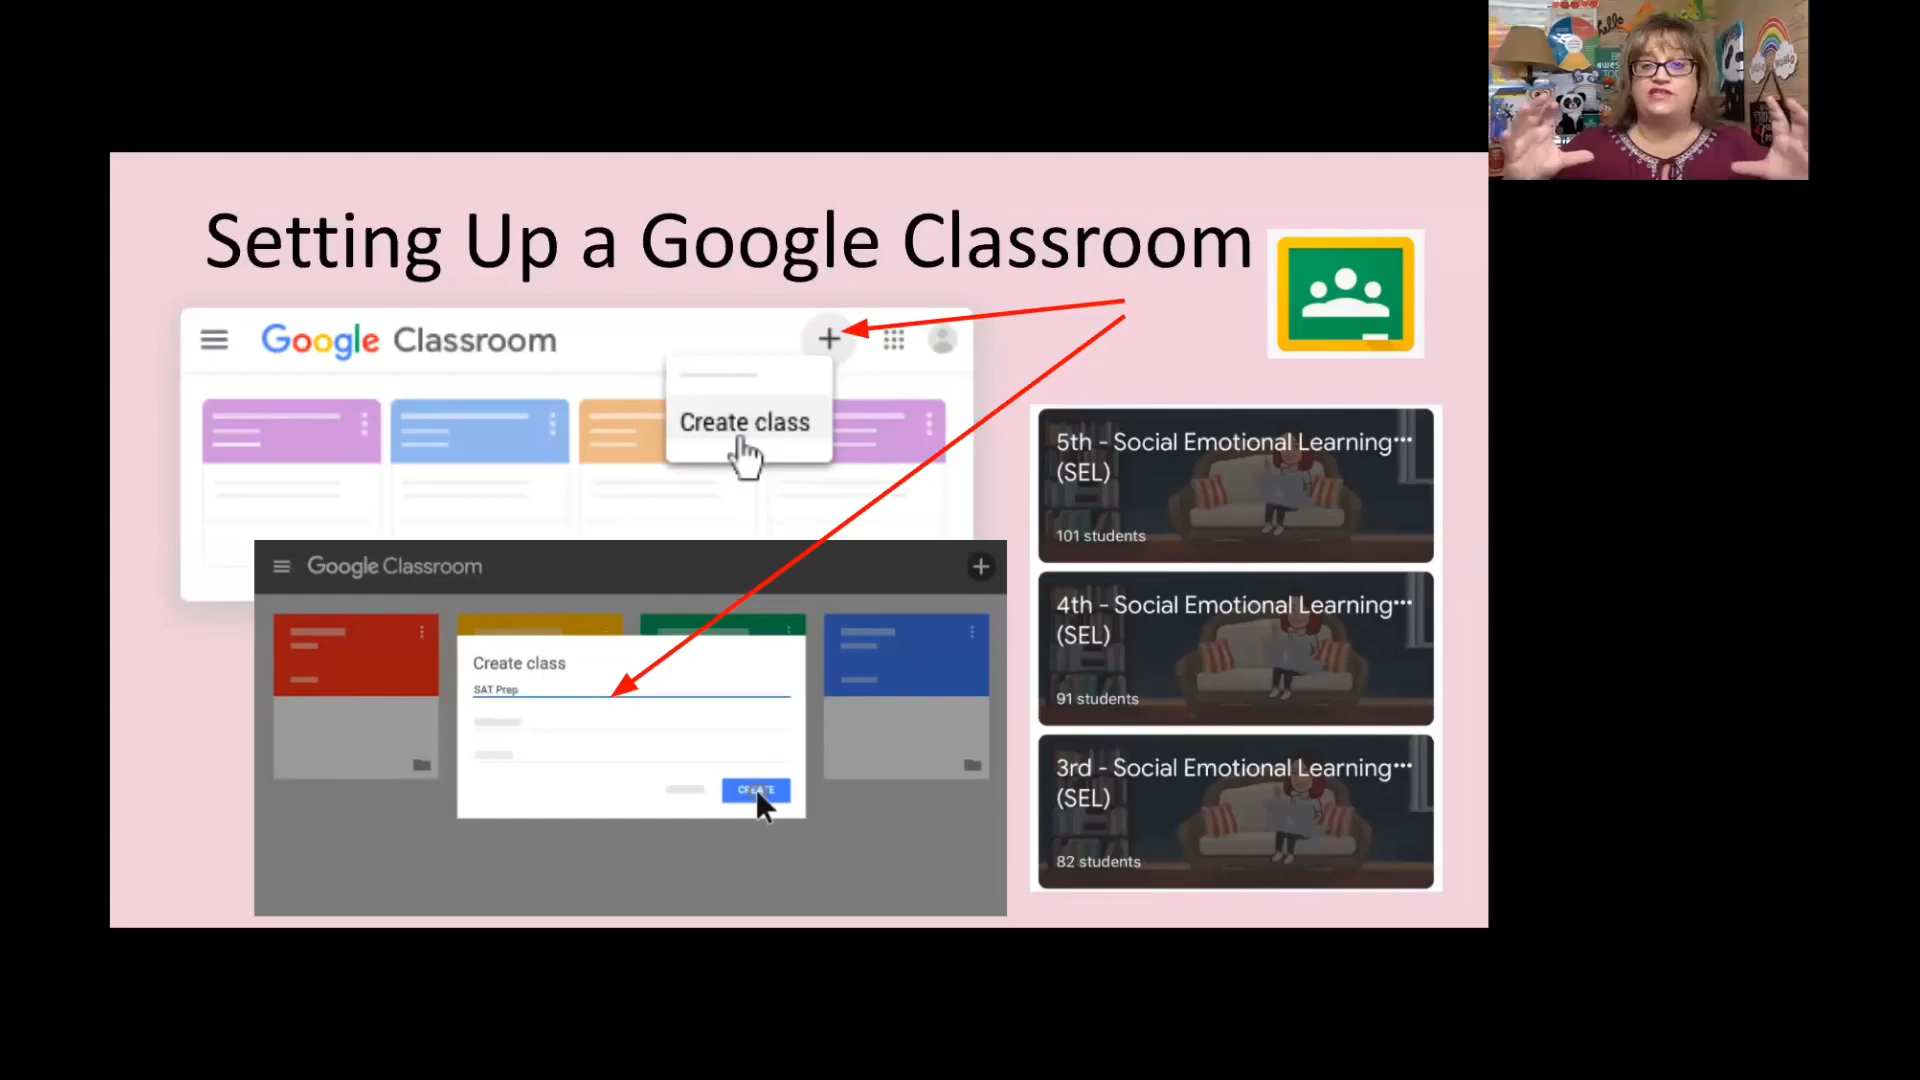 Setting Up a Google Classroom
Google Classroom
Create class
Google Classroom
Create class
SAT Prep
CREATE
5th - Social Emotional Learning
(SEL)
101 students
4th - Social Emotional Learning
(SEL)
91 students
3rd - Social Emotional Learning
(SEL)
82 students
hello